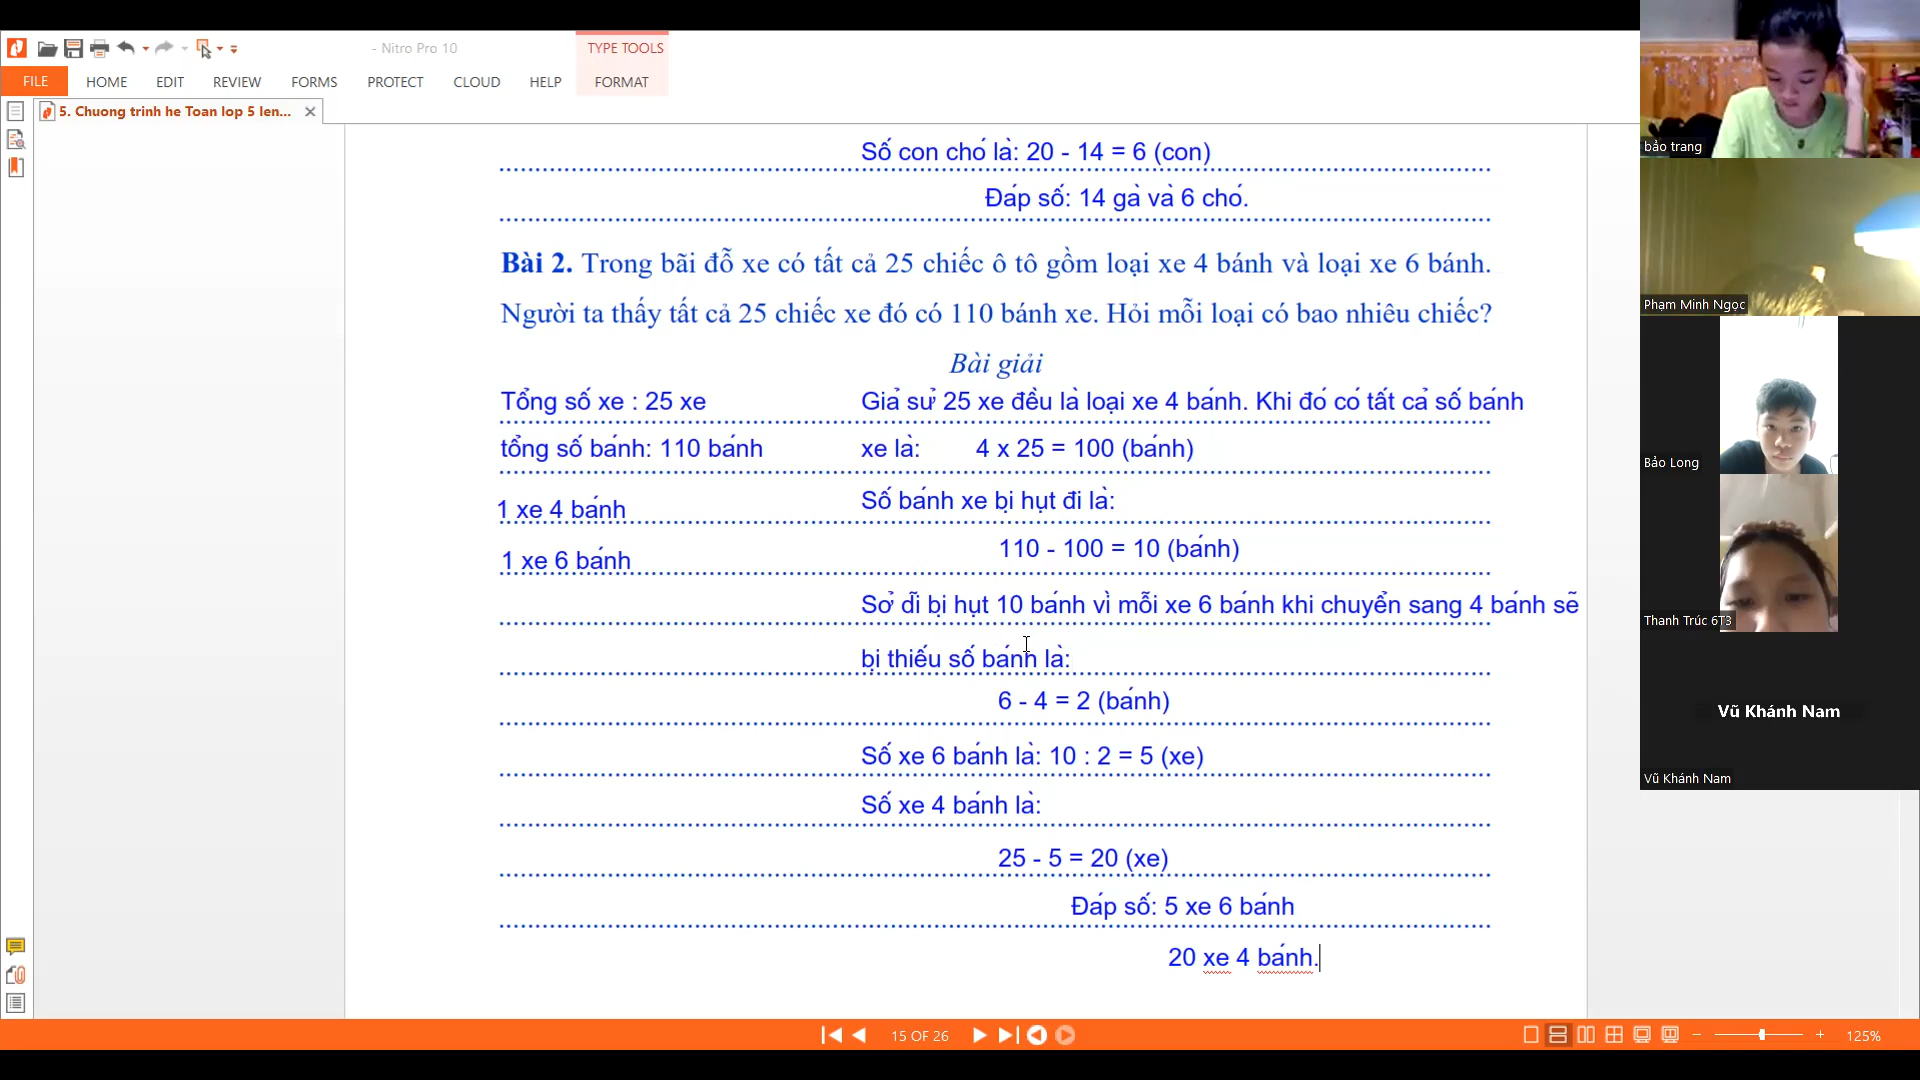 - Nitro Pro 10
TYPE TOOLS
FILE HOME EDIT REVIEW FORMS PROTECT CLOUD HELP FORMAT
5. Chuong trinh he Toan lop 5 len...
Số con chó là: 20 - 14 = 6 (con)
Đáp số: 14 gà và 6 chó.
Bài 2. Trong bãi đỗ xe có tất cả 25 chiếc ô tô gồm loại xe 4 bánh và loại xe 6 bánh.
Người ta thấy tất cả 25 chiếc xe đó có 110 bánh xe. Hỏi mỗi loại có bao nhiêu chiếc?
Bài giải
Tổng số xe : 25 xe
Giả sử 25 xe đều là loại xe 4 bánh. Khi đó có tất cả số bánh
tổng số bánh: 110 bánh
xe là: 4 x 25 = 100 (bánh)
1 xe 4 bánh
Số bánh xe bị hụt đi là:
110 - 100 = 10 (bánh)
1 xe 6 bánh
Sở dĩ bị hụt 10 bánh vì mỗi xe 6 bánh khi chuyển sang 4 bánh sẽ
bị thiếu số bánh là:
6 - 4 = 2 (bánh)
Số xe 6 bánh là: 10 : 2 = 5 (xe)
Số xe 4 bánh là:
25 - 5 = 20 (xe)
Đáp số: 5 xe 6 bánh
20 xe 4 bánh.
15 OF 26
125%
bảo trang
Phạm Minh Ngọc
Bảo Long
Thanh Trúc 6T3
Vũ Khánh Nam
Vũ Khánh Nam